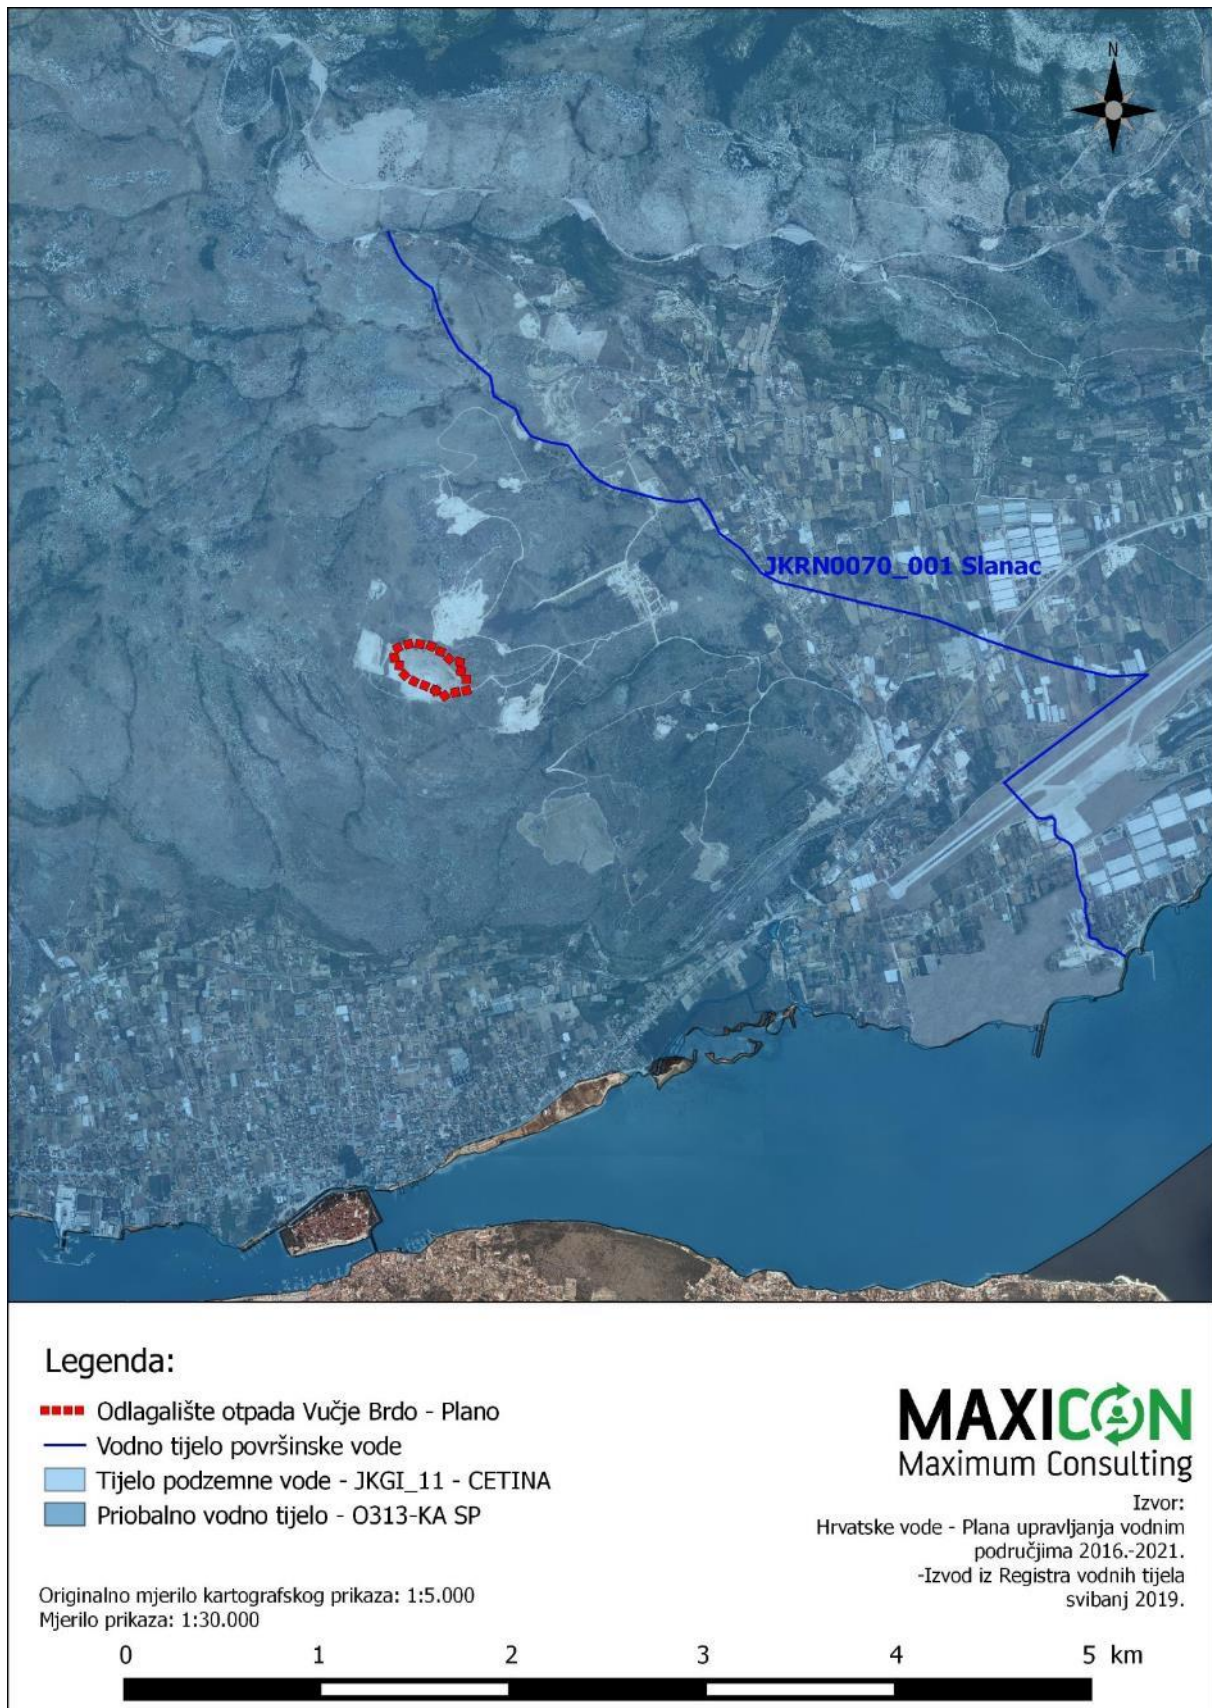 N
JKRN0070_001 Slanac
Legenda:
Odlagalište otpada Vučje Brdo - Plano
Vodno tijelo površinske vode
Tijelo podzemne vode - JKGI_11 - CETINA
Priobalno vodno tijelo - O313-KA SP
MAXICON
Maximum Consulting
Izvor:
Hrvatske vode - Plana upravljanja vodnim
područjima 2016.-2021.
-Izvod iz Registra vodnih tijela
svibanj 2019.
Originalno mjerilo kartografskog prikaza: 1:5.000
Mjerilo prikaza: 1:30.000
0 1 2 3 4 5 km